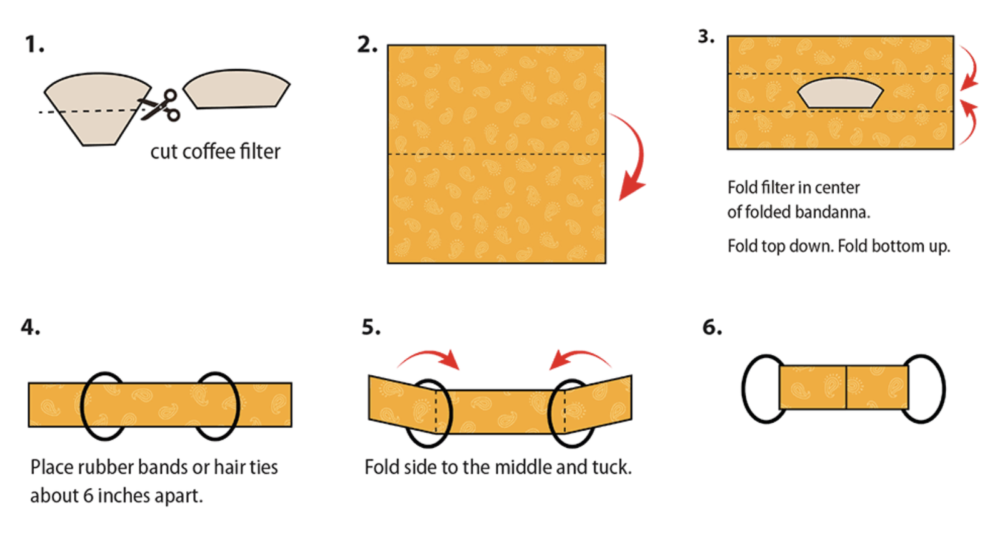 1.
cut coffee filter
2.
3.
Fold filter in center
of folded bandanna.
Fold top down. Fold bottom up.
4.
Place rubber bands or hair ties
about 6 inches apart.
5.
Fold side to the middle and tuck.
6.